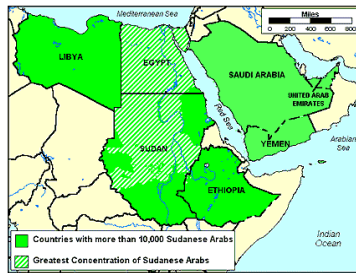 Mediterranean Sea
Miles
0 200 400 600 800
LIBYA
EGYPT
SAUDI ARABIA
UNITED ARAB
EMIRATES
Red Sea
Arabian
Sea
SUDAN
YEMEN
ETHIOPIA
Indian
Ocean
Countries with more than 10,000 Sudanese Arabs
Greatest Concentration of Sudanese Arabs